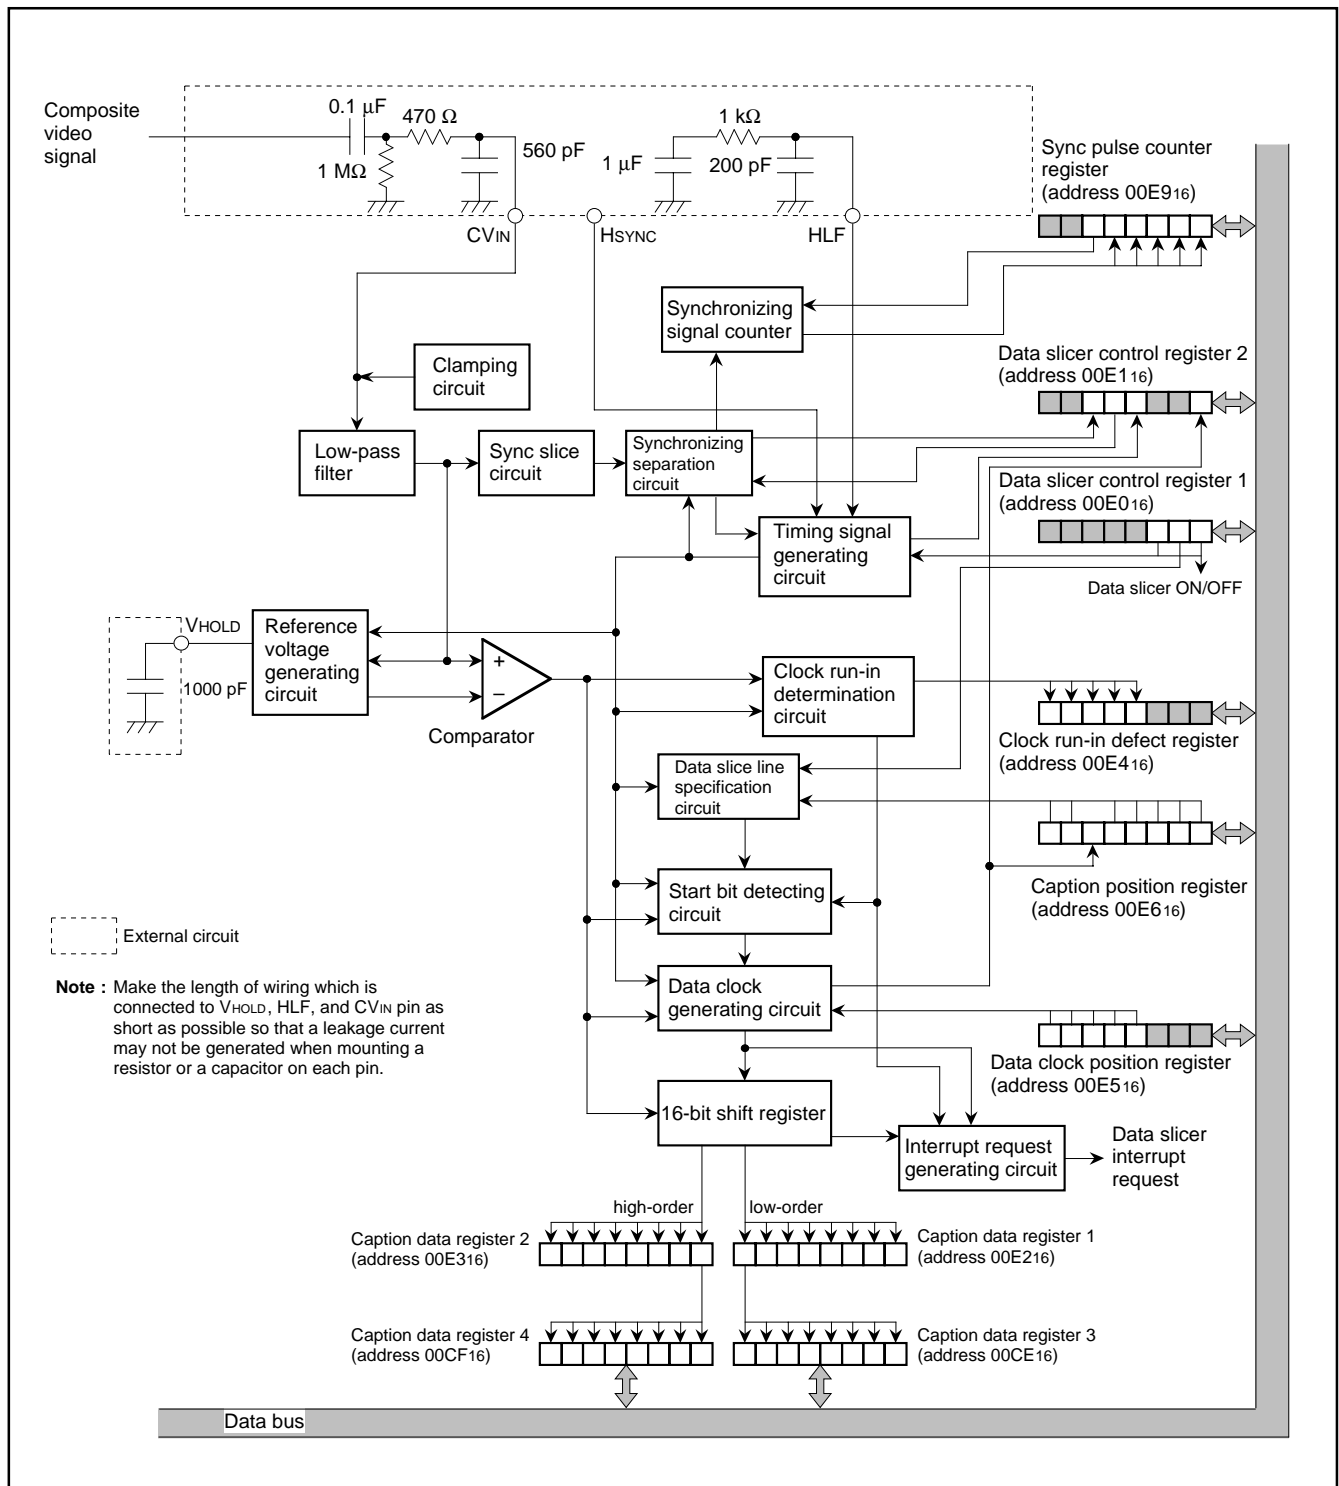 Composite
video
signal
0.1 μF
470 Ω
1 MΩ
560 pF
1 kΩ
1 μF
200 pF
CVIN
HSYNC
HLF
Sync pulse counter
register
(address 00E916)
Synchronizing
signal counter
Clamping
circuit
Data slicer control register 2
(address 00E116)
Low-pass
filter
Sync slice
circuit
Synchronizing
separation
circuit
Data slicer control register 1
(address 00E016)
Timing signal
generating
circuit
Data slicer ON/OFF
VHOLD
1000 pF
Reference
voltage
generating
circuit
+
−
Comparator
Clock run-in
determination
circuit
Clock run-in defect register
(address 00E416)
Data slice line
specification
circuit
Start bit detecting
circuit
Caption position register
(address 00E616)
External circuit
Note : Make the length of wiring which is
connected to VHOLD, HLF, and CVIN pin as
short as possible so that a leakage current
may not be generated when mounting a
resistor or a capacitor on each pin.
Data clock
generating circuit
Data clock position register
(address 00E516)
16-bit shift register
Interrupt request
generating circuit
Data slicer
interrupt
request
high-order
low-order
Caption data register 2
(address 00E316)
Caption data register 1
(address 00E216)
Caption data register 4
(address 00CF16)
Caption data register 3
(address 00CE16)
Data bus